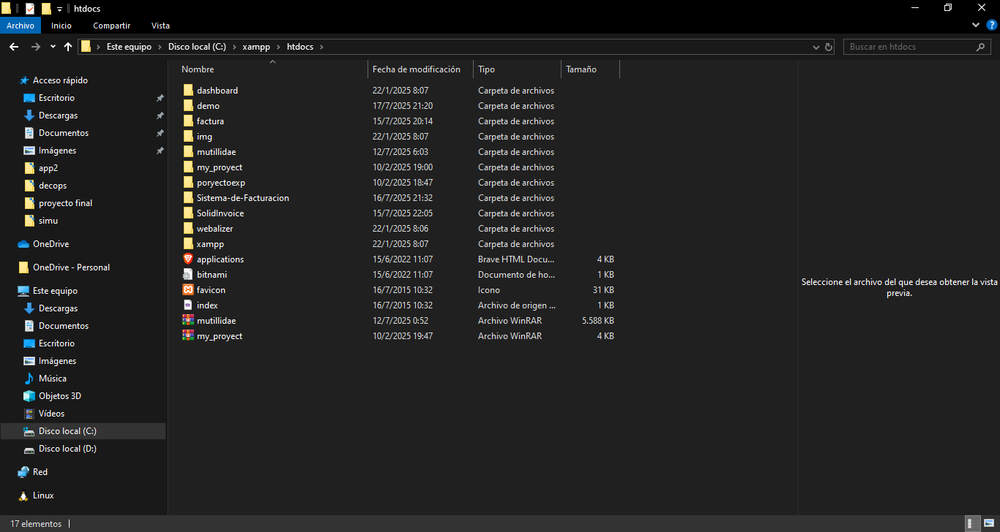 htdocs
Archivo Inicio Compartir Vista
Este equipo Disco local (C:) xampp htdocs
Buscar en htdocs
Acceso rápido
Escritorio
Descargas
Documentos
Imágenes
app2
decops
proyecto final
simu
OneDrive
OneDrive - Personal
Este equipo
Descargas
Documentos
Escritorio
Imágenes
Música
Objetos 3D
Vídeos
Disco local (C:)
Disco local (D:)
Red
Linux
Nombre Fecha de modificación Tipo Tamaño
dashboard 22/1/2025 8:07 Carpeta de archivos
demo 17/7/2025 21:20 Carpeta de archivos
factura 15/7/2025 20:14 Carpeta de archivos
img 22/1/2025 8:07 Carpeta de archivos
mutillidae 12/7/2025 6:03 Carpeta de archivos
my_proyect 10/2/2025 19:00 Carpeta de archivos
poryectoexp 10/2/2025 18:47 Carpeta de archivos
Sistema-de-Facturacion 16/7/2025 21:32 Carpeta de archivos
SolidInvoice 15/7/2025 22:05 Carpeta de archivos
webalizer 22/1/2025 8:06 Carpeta de archivos
xampp 22/1/2025 8:07 Carpeta de archivos
applications 15/6/2022 11:07 Brave HTML Docu... 4 KB
bitnami 15/6/2022 11:07 Documento de ho... 1 KB
favicon 16/7/2015 10:32 Icono 31 KB
index 16/7/2015 10:32 Archivo de origen ... 1 KB
mutillidae 12/7/2025 0:52 Archivo WinRAR 5.588 KB
my_proyect 10/2/2025 19:47 Archivo WinRAR 4 KB
Seleccione el archivo del que desea obtener la vista
previa.
17 elementos